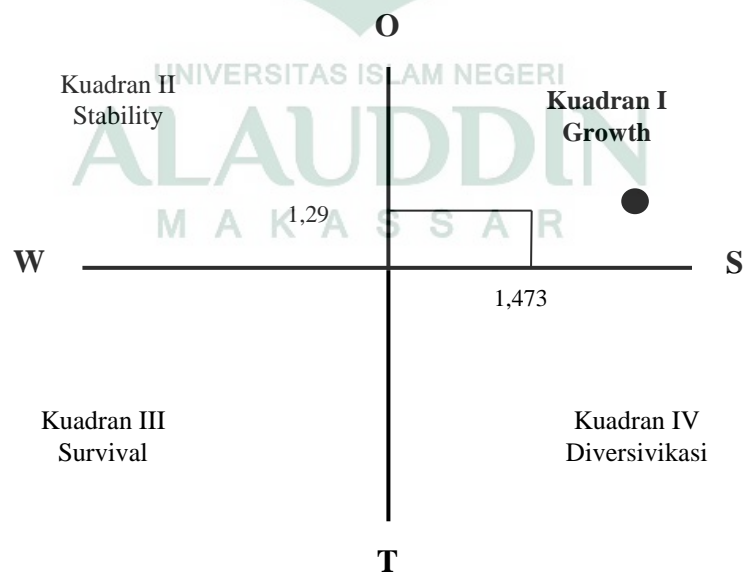 O
UNIVERSITAS ISLAM NEGERI
Kuadran II
Stability
Kuadran I
Growth
ALAUDDIN
1,29
MAKASSAR
W
S
1,473
Kuadran III
Survival
Kuadran IV
Diversivikasi
T